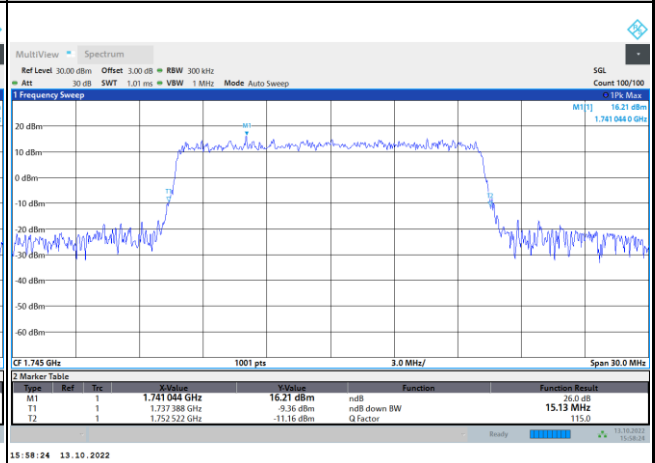 MultiView Spectrum
Ref Level 30.00 dBm Offset 3.00 dB RBW 300 kHz SGL
Att 30 dB SWT 1.01 ms VBW 1 MHz Mode Auto Sweep Count 100/100
1 Frequency Sweep 1Pk Max
M1[1] 16.21 dBm
1.741 044 0 GHz
M1
20 dBm
10 dBm
0 dBm
T1
T2
-10 dBm
-20 dBm
-30 dBm
-40 dBm
-50 dBm
-60 dBm
CF 1.745 GHz 1001 pts 3.0 MHz/ Span 30.0 MHz
2 Marker Table
Type Ref Trc X-Value Y-Value Function Function Result
M1 1 1.741 044 GHz 16.21 dBm ndB 26.0 dB
T1 1 1.737 388 GHz -9.36 dBm ndB down BW 15.13 MHz
T2 1 1.752 522 GHz -11.16 dBm Q Factor 115.0
Ready 13.10.2022
15:58:24
15:58:24 13.10.2022